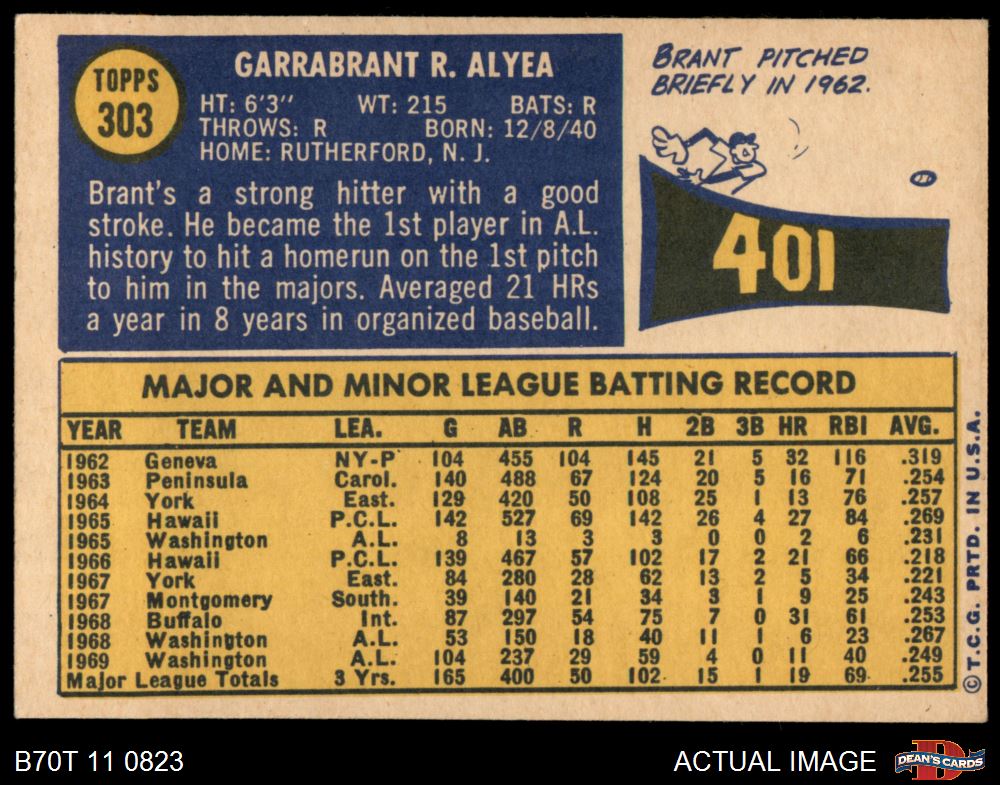 TOPPS
303
GARRABRANT R. ALYEA
HT: 6'3" WT: 215 BATS: R
THROWS: R BORN: 12/8/40
HOME: RUTHERFORD, N. J.
Brant's a strong hitter with a good
stroke. He became the 1st player in A.L.
history to hit a homerun on the 1st pitch
to him in the majors. Averaged 21 HRs
a year in 8 years in organized baseball.
BRANT PITCHED
BRIEFLY IN 1962.
401
MAJOR AND MINOR LEAGUE BATTING RECORD
YEAR TEAM LEA. G AB R H 2B 3B HR RBI AVG.
1962 Geneva NY-P 104 455 104 145 21 5 32 116 .319
1963 Peninsula Carol. 140 488 67 124 20 5 16 71 .254
1964 York East. 129 420 50 108 25 1 13 76 .257
1965 Hawaii P.C.L. 142 527 69 142 26 4 27 84 .269
1965 Washington A.L. 8 13 3 3 0 0 2 6 .231
1966 Hawaii P.C.L. 139 467 57 102 17 2 21 66 .218
1967 York East. 84 280 28 62 13 2 5 34 .221
1967 Montgomery South. 39 140 21 34 3 1 9 25 .243
1968 Buffalo Int. 87 297 54 75 7 0 31 61 .253
1968 Washington A.L. 53 150 18 40 11 1 6 23 .267
1969 Washington A.L. 104 237 29 59 4 0 11 40 .249
Major League Totals 3 Yrs. 165 400 50 102 15 1 19 69 .255
© T.C.G. PRTD. IN U.S.A.
B70T 11 0823
ACTUAL IMAGE
D
DEAN'S CARDS